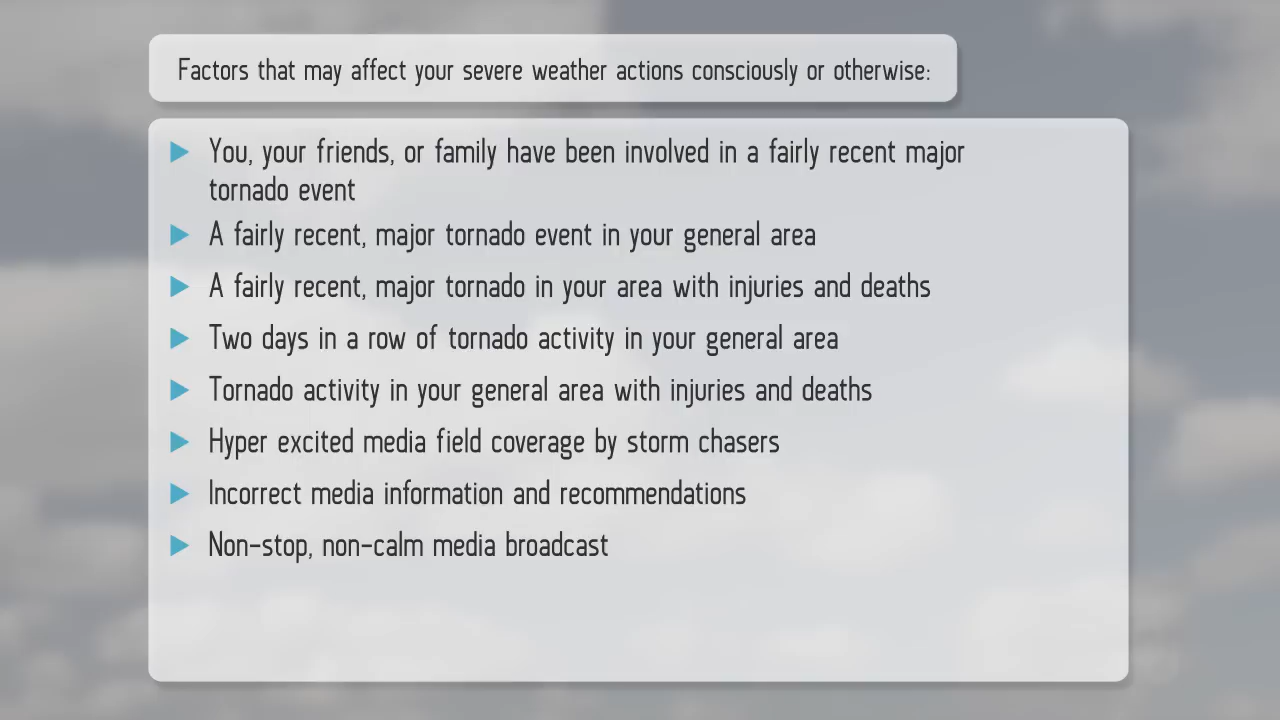 Factors that may affect your severe weather actions consciously or otherwise:
You, your friends, or family have been involved in a fairly recent major
tornado event
A fairly recent, major tornado event in your general area
A fairly recent, major tornado in your area with injuries and deaths
Two days in a row of tornado activity in your general area
Tornado activity in your general area with injuries and deaths
Hyper excited media field coverage by storm chasers
Incorrect media information and recommendations
Non-stop, non-calm media broadcast